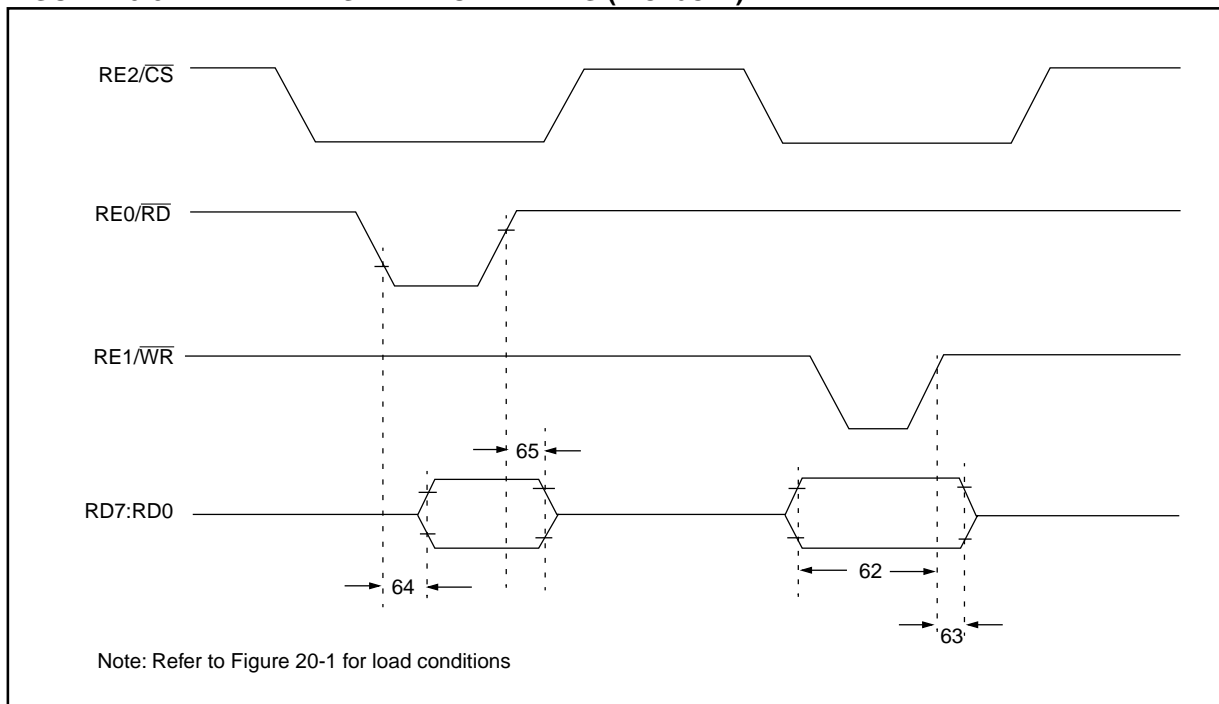 RE2/CS
RE0/RD
RE1/WR
65
RD7:RD0
64
62
63
Note: Refer to Figure 20-1 for load conditions